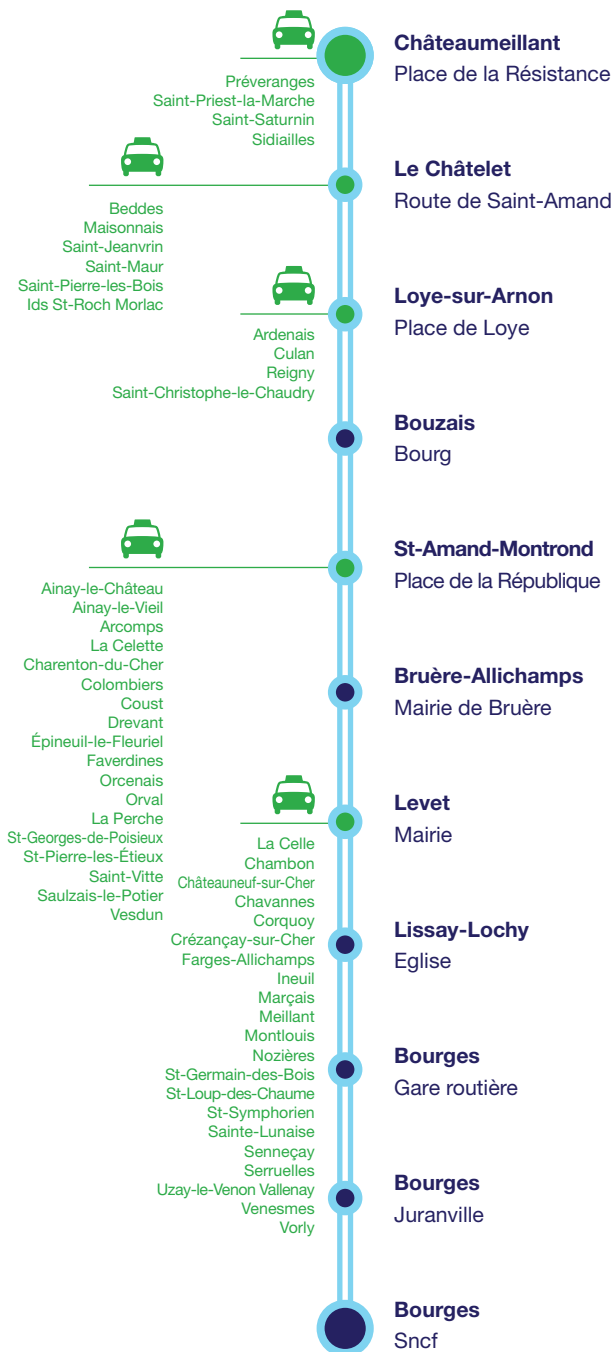 Châteaumeillant
Place de la Résistance
Préveranges
Saint-Priest-la-Marche
Saint-Saturnin
Sidiailles
Le Châtelet
Route de Saint-Amand
Beddes
Maisonnais
Saint-Jeanvrin
Saint-Maur
Saint-Pierre-les-Bois
Ids St-Roch Morlac
Loye-sur-Arnon
Place de Loye
Ardenais
Culan
Reigny
Saint-Christophe-le-Chaudry
Bouzais
Bourg
St-Amand-Montrond
Place de la République
Ainay-le-Château
Ainay-le-Vieil
Arcomps
La Celette
Charenton-du-Cher
Colombiers
Coust
Drevant
Épineuil-le-Fleuriel
Faverdines
Orcenais
Orval
La Perche
St-Georges-de-Poisieux
St-Pierre-les-Étieux
Saint-Vitte
Saulzais-le-Potier
Vesdun
Bruère-Allichamps
Mairie de Bruère
Levet
Mairie
La Celle
Chambon
Châteauneuf-sur-Cher
Chavannes
Corquoy
Crézançay-sur-Cher
Farges-Allichamps
Ineuil
Marçais
Meillant
Montlouis
Nozières
St-Germain-des-Bois
St-Loup-des-Chaume
St-Symphorien
Sainte-Lunaise
Senneçay
Serruelles
Uzay-le-Venon Vallenay
Venesmes
Vorly
Lissay-Lochy
Eglise
Bourges
Gare routière
Bourges
Juranville
Bourges
Sncf